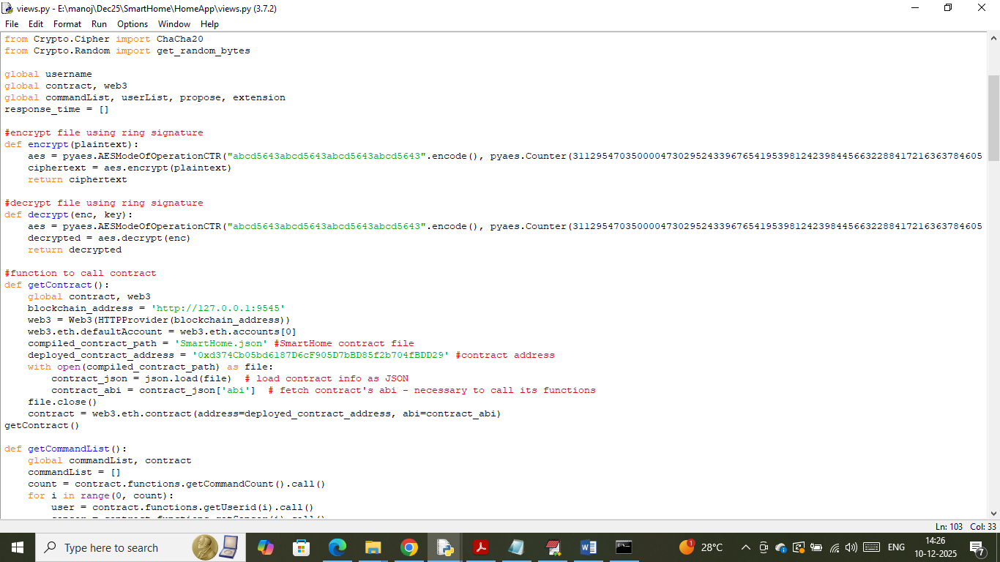 views.py - E:\manoj\Dec25\SmartHome\HomeApp\views.py (3.7.2)
File Edit Format Run Options Window Help
from Crypto.Cipher import ChaCha20
from Crypto.Random import get_random_bytes
global username
global contract, web3
global commandList, userList, propose, extension
response_time = []
#encrypt file using ring signature
def encrypt(plaintext):
    aes = pyaes.AESModeOfOperationCTR("abcd5643abcd5643abcd5643abcd5643".encode(), pyaes.Counter(31129547035000047302952433967654195398124239844566322884172163637846056248223
    ciphertext = aes.encrypt(plaintext)
    return ciphertext
#decrypt file using ring signature
def decrypt(enc, key):
    aes = pyaes.AESModeOfOperationCTR("abcd5643abcd5643abcd5643abcd5643".encode(), pyaes.Counter(311295470350000473029524339676541953981242398445663228841721636378460
    decrypted = aes.decrypt(enc)
    return decrypted
#function to call contract
def getContract():
    global contract, web3
    blockchain_address = 'http://127.0.0.1:9545'
    web3 = Web3(HTTPProvider(blockchain_address))
    web3.eth.defaultAccount = web3.eth.accounts[0]
    compiled_contract_path = 'SmartHome.json' #SmartHome contract file
    deployed_contract_address = '0xd374Cb05bd6187D6cF905D7bBD85f2b704fBDD29' #contract address
    with open(compiled_contract_path) as file:
        contract_json = json.load(file)  # load contract info as JSON
        contract_abi = contract_json['abi']  # fetch contract's abi - necessary to call its functions
    file.close()
    contract = web3.eth.contract(address=deployed_contract_address, abi=contract_abi)
getContract()
def getCommandList():
    global commandList, contract
    commandList = []
    count = contract.functions.getCommandCount().call()
    for i in range(0, count):
        user = contract.functions.getUserid(i).call()
Ln: 103 Col: 33
Type here to search
1
28°C
ENG
14:26
10-12-2025
7